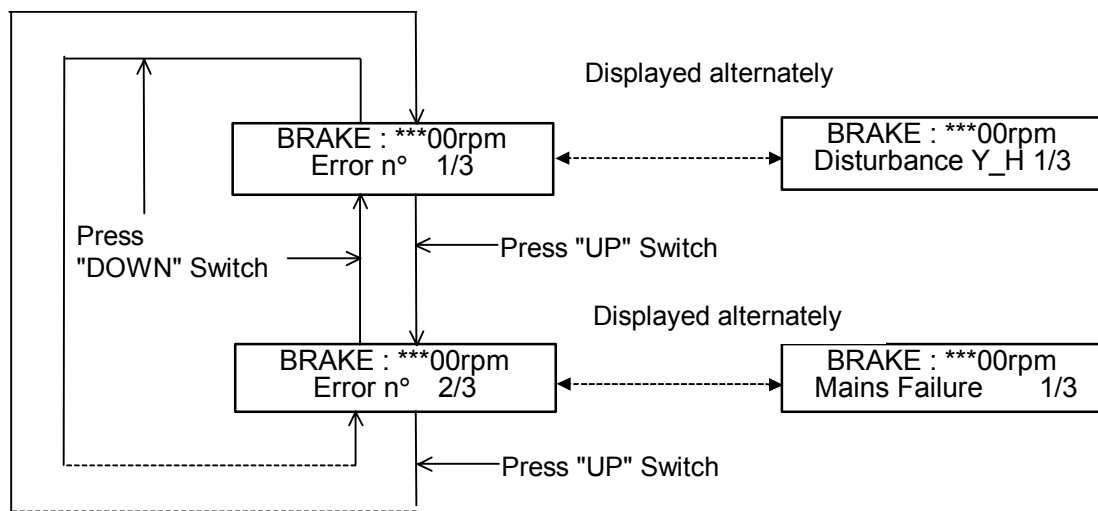 Displayed alternately
BRAKE : ***00rpm
Error n° 1/3
BRAKE : ***00rpm
Disturbance Y_H 1/3
Press
"DOWN" Switch
Press "UP" Switch
Displayed alternately
BRAKE : ***00rpm
Error n° 2/3
BRAKE : ***00rpm
Mains Failure 1/3
Press "UP" Switch